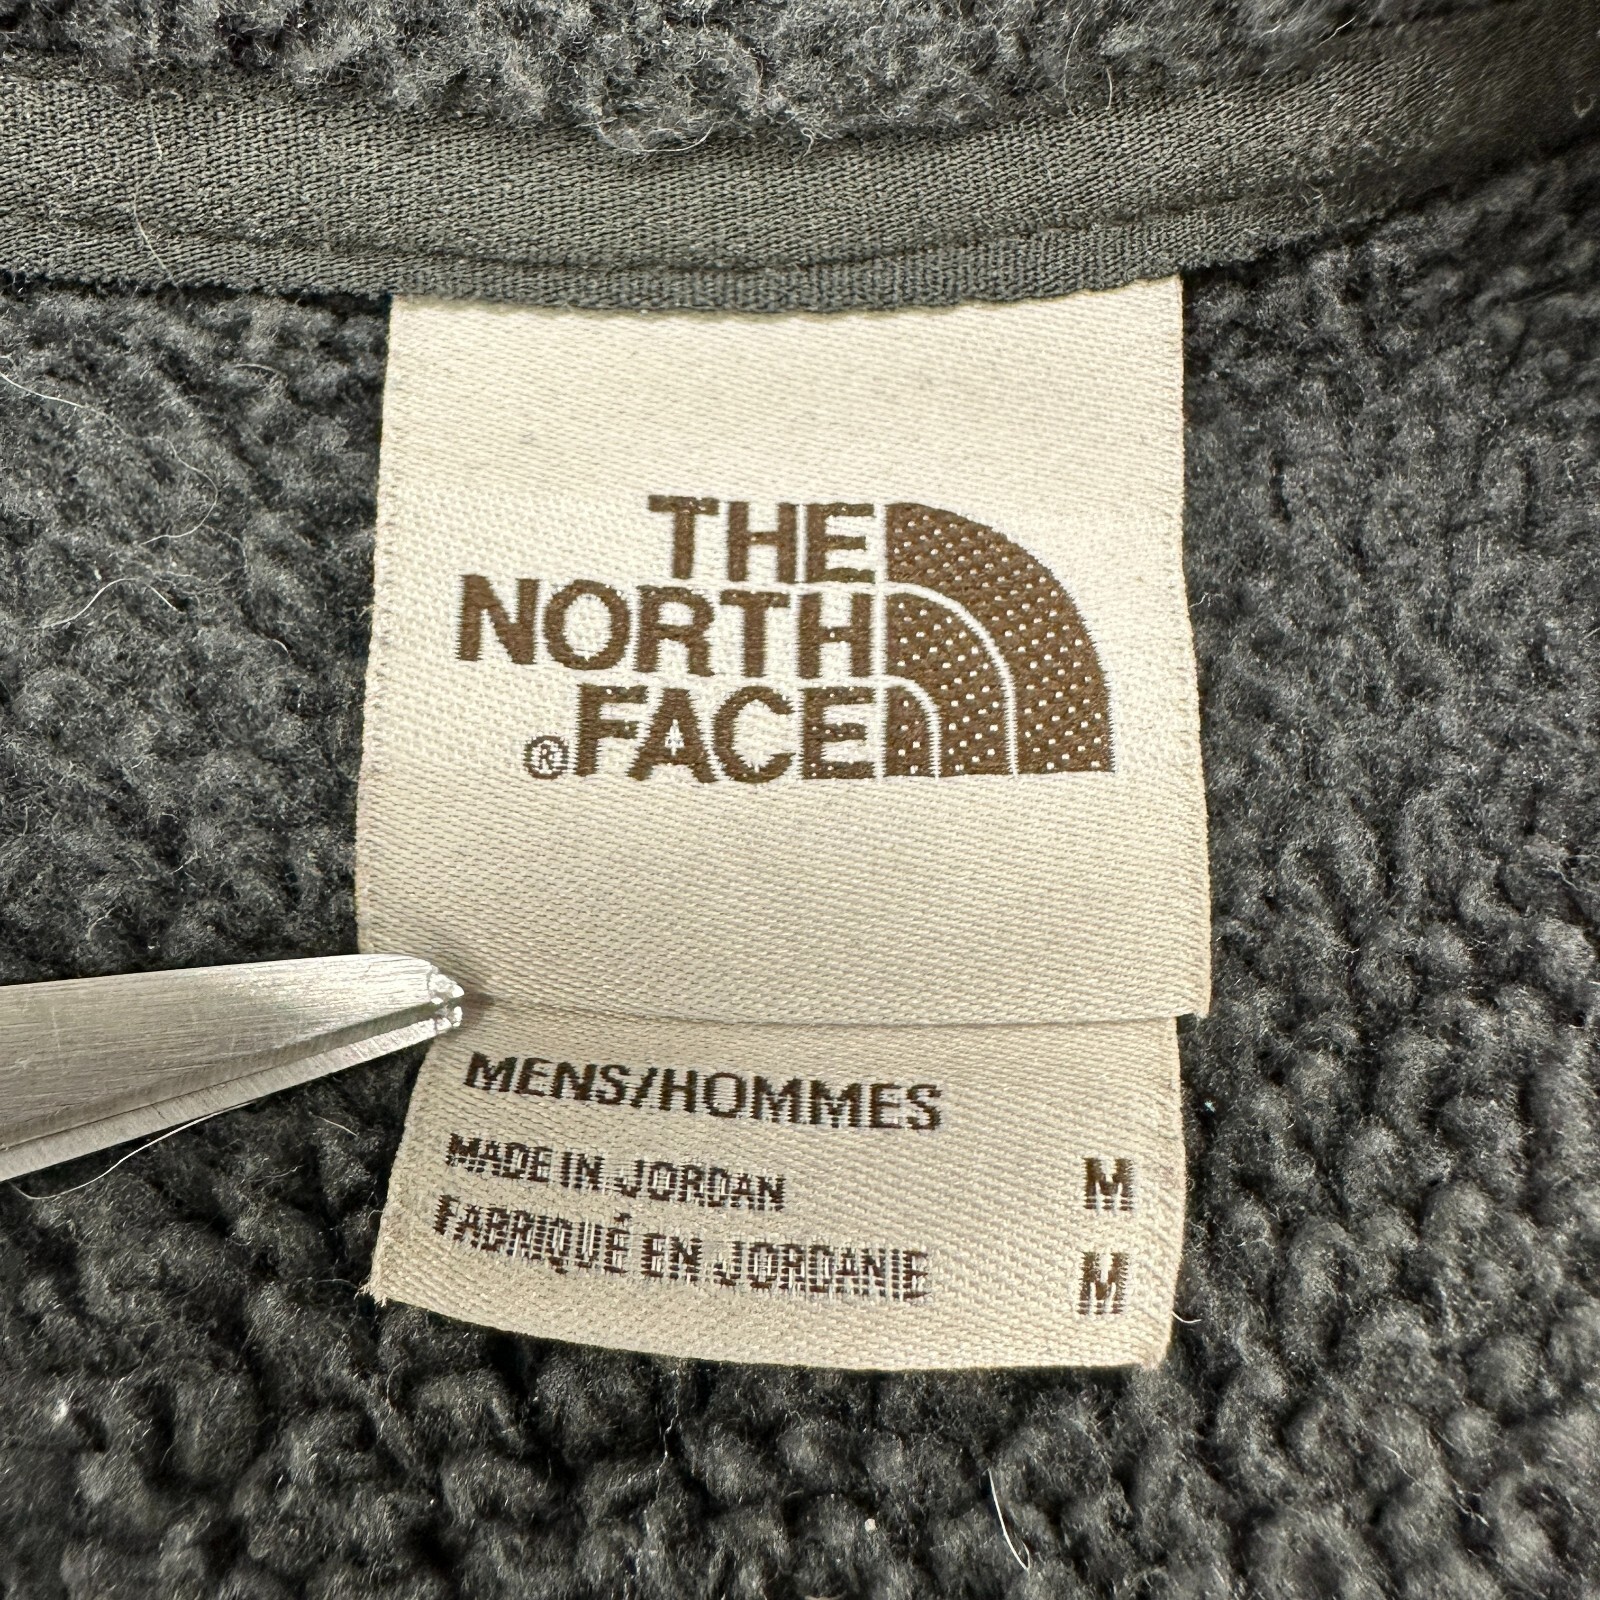 THE
NORTH
®FACE
MENS/HOMMES
MADE IN JORDAN M
FABRIQUÉ EN JORDANIE M